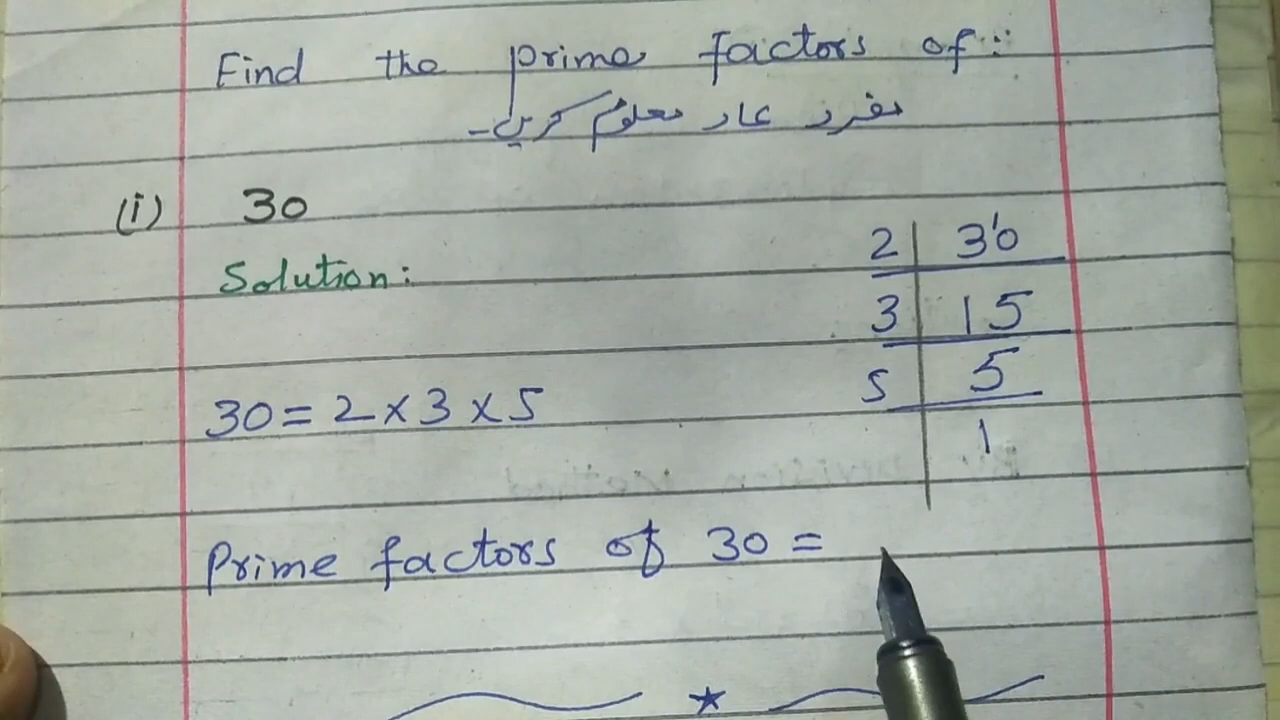 Find the prime factors of:
مفرد عاد معلوم کریں۔
(i) 30
Solution:
2 | 30
3 | 15
5 | 5
1
30 = 2 × 3 × 5
Prime factors of 30 =